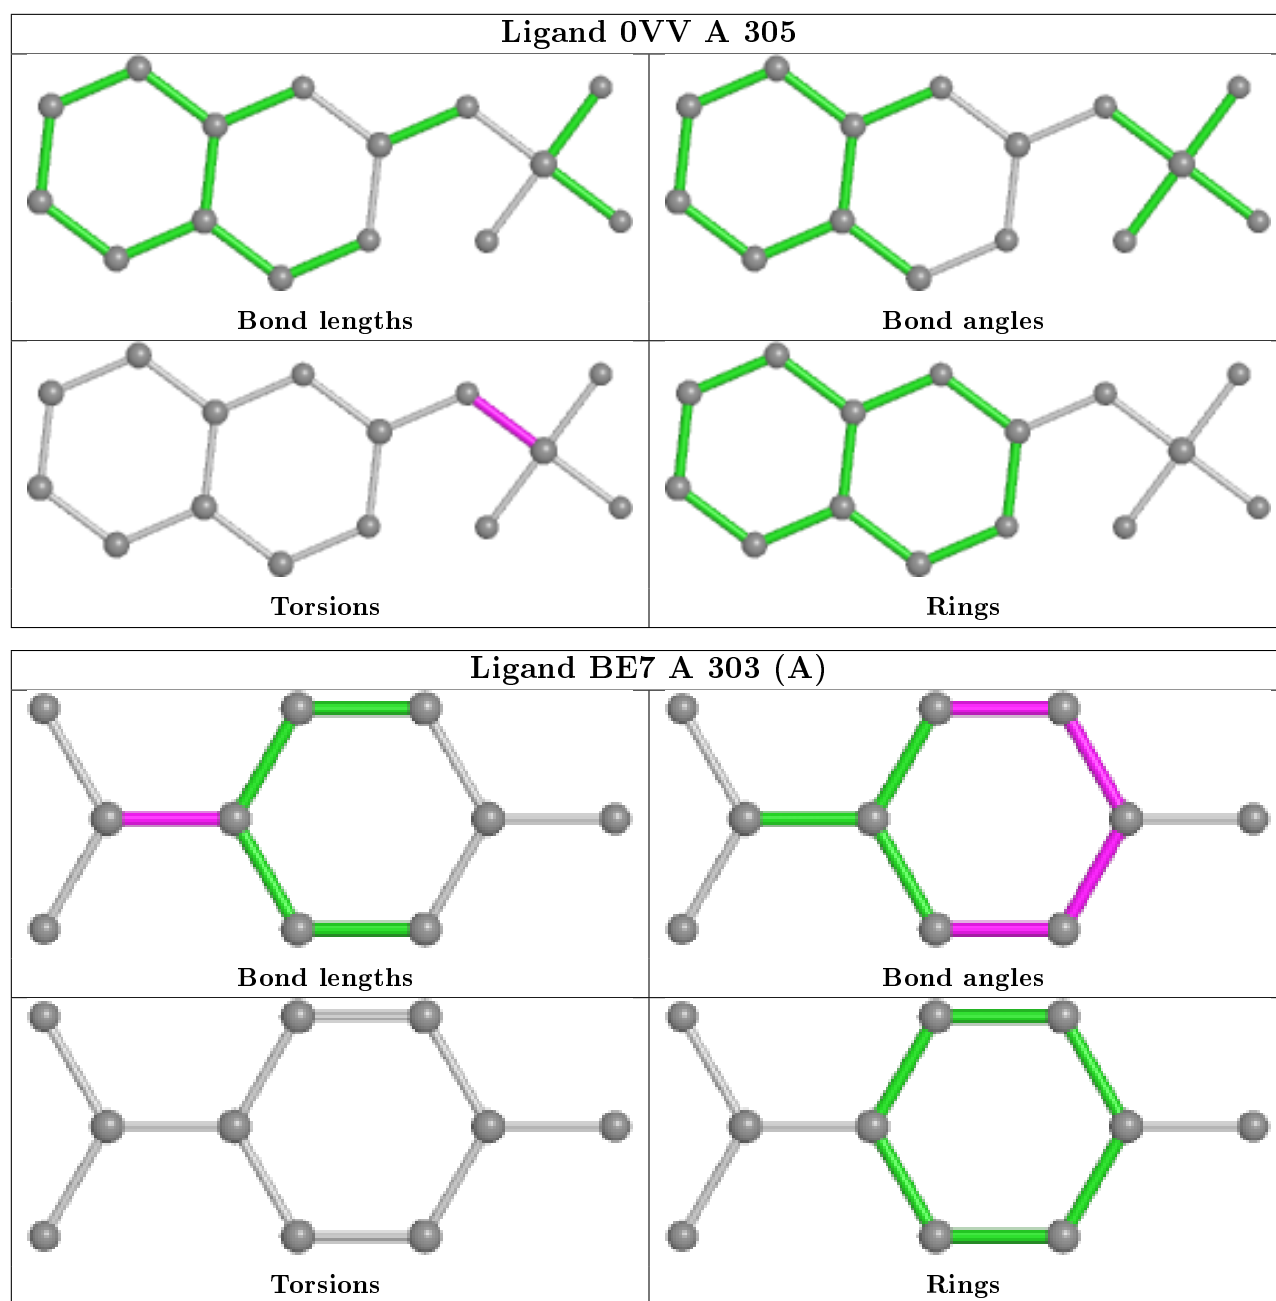 Ligand 0VV A 305
Bond lengths
Bond angles
Torsions
Rings
Ligand BE7 A 303 (A)
Bond lengths
Bond angles
Torsions
Rings